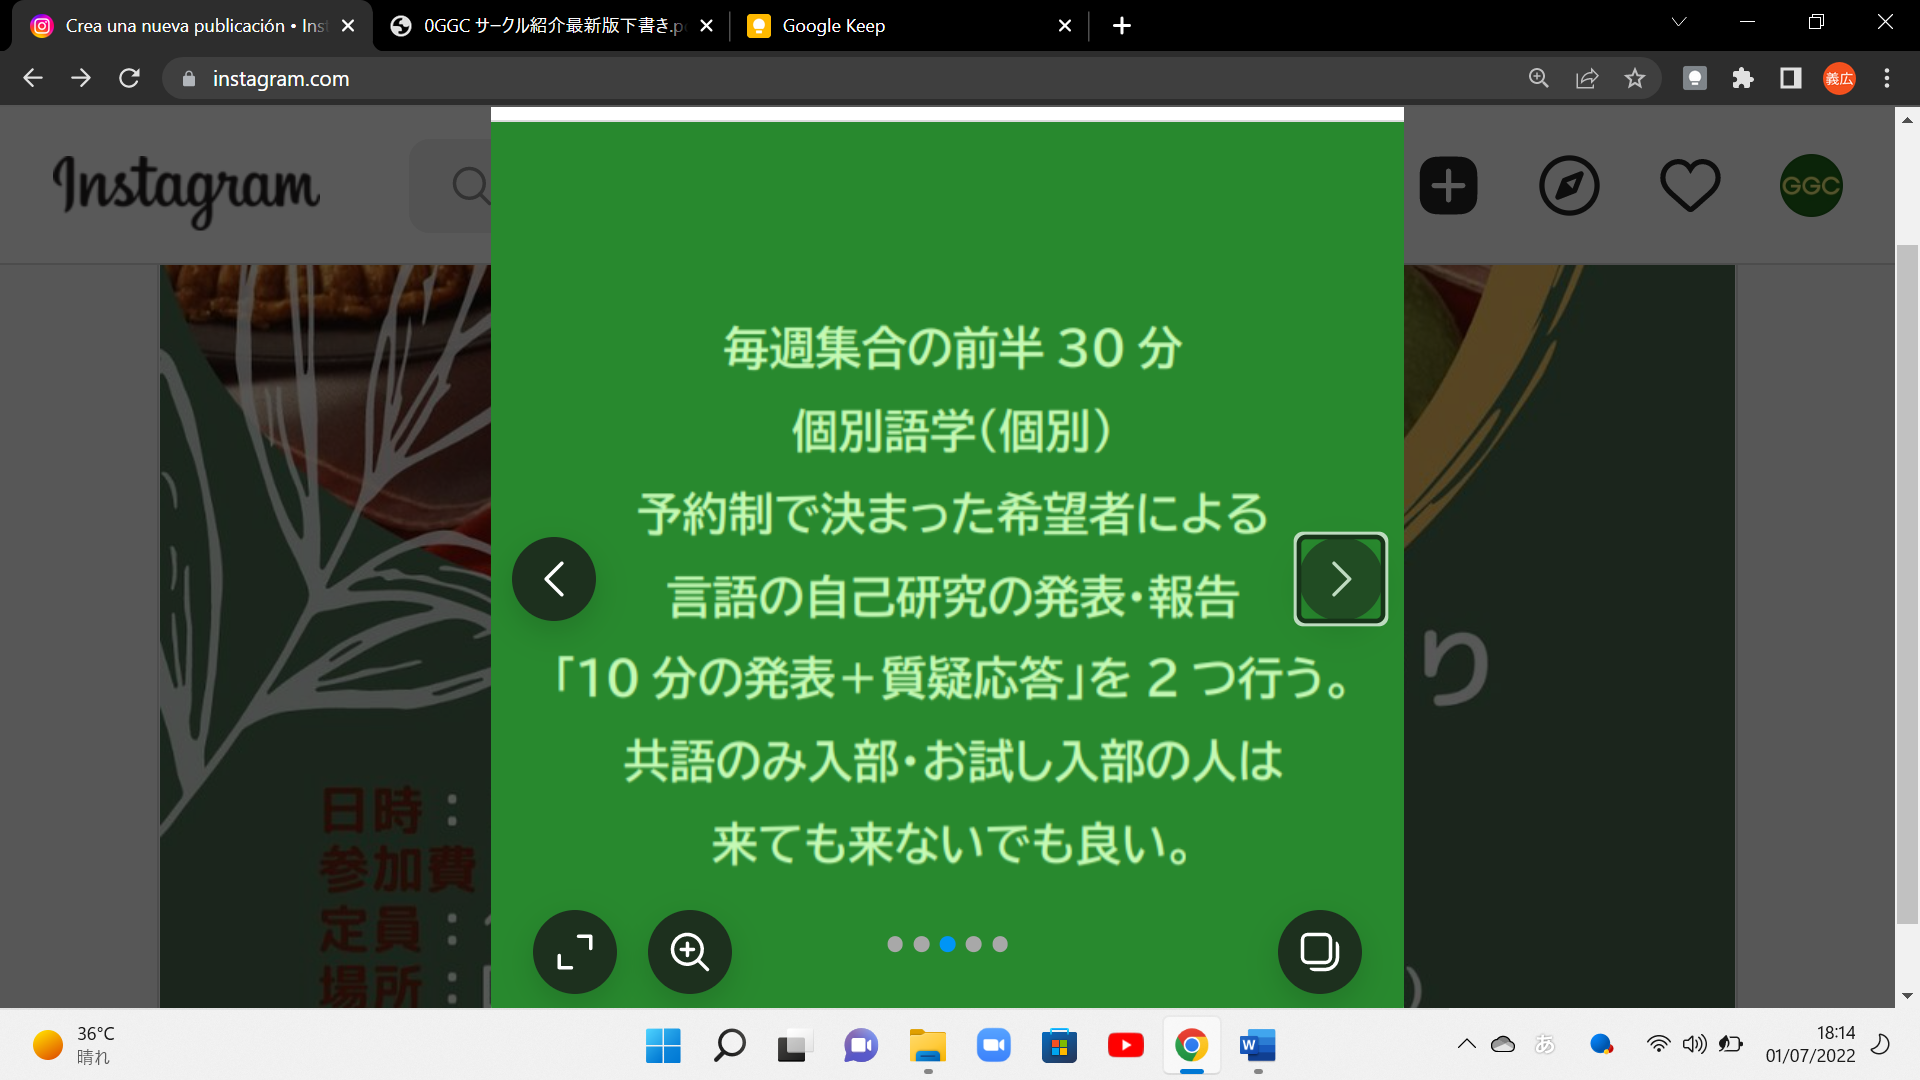 Crea una nueva publicación • Ins
0GGC サークル紹介最新版下書き.p
Google Keep
instagram.com
義広
Instagram
GGC
毎週集合の前半 30 分
個別語学(個別)
予約制で決まった希望者による
言語の自己研究の発表・報告
「10 分の発表＋質疑応答」を 2 つ行う。
共語のみ入部・お試し入部の人は
来ても来ないでも良い。
り
日時：
参加費
定員：
場所：
)
36°C
晴れ
W
あ
18:14
01/07/2022